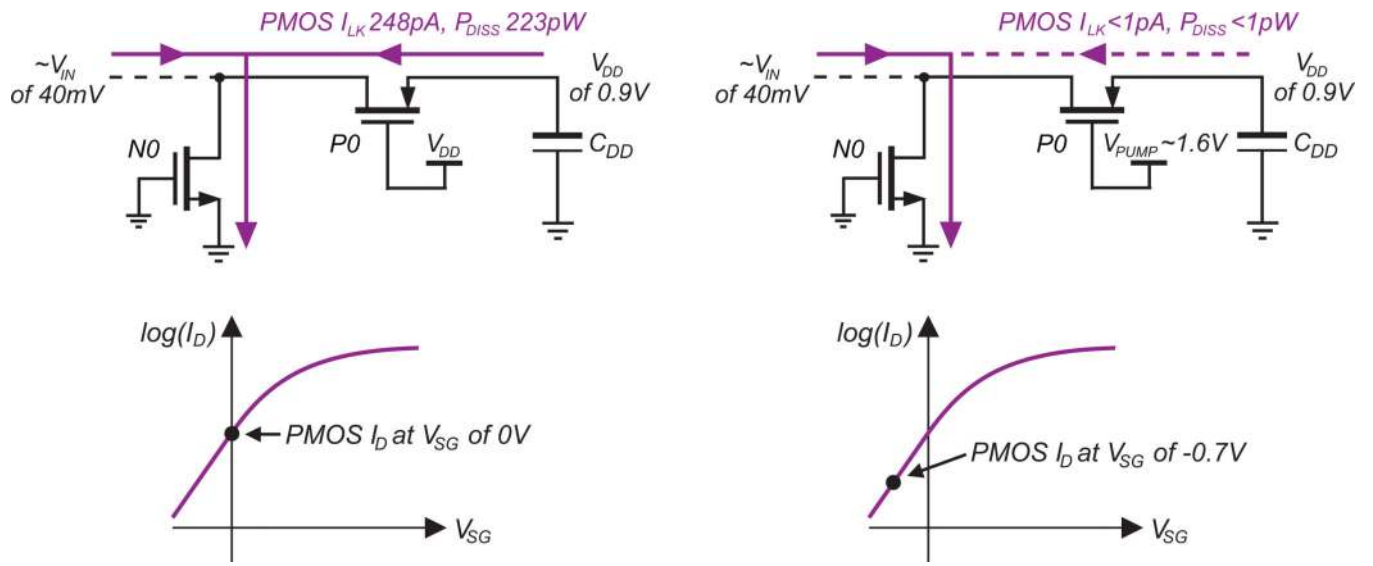 PMOS I_LK 248pA, P_DISS 223pW
~V_IN
of 40mV
V_DD
of 0.9V
N0
P0
V_DD
C_DD
log(I_D)
PMOS I_D at V_SG of 0V
V_SG
PMOS I_LK<1pA, P_DISS<1pW
~V_IN
of 40mV
V_DD
of 0.9V
N0
P0
V_PUMP~1.6V
C_DD
log(I_D)
PMOS I_D at V_SG of -0.7V
V_SG